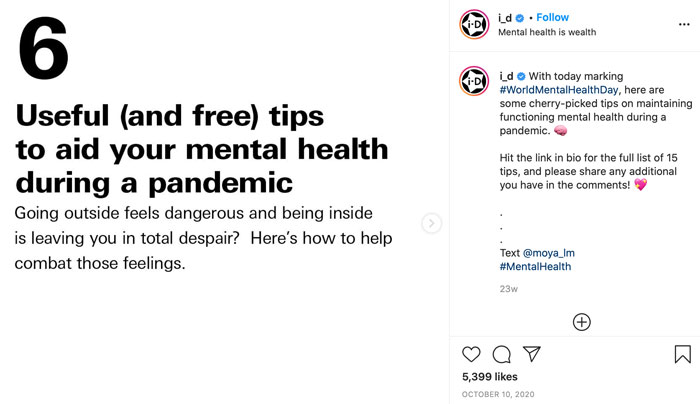 6
Useful (and free) tips
to aid your mental health
during a pandemic
Going outside feels dangerous and being inside
is leaving you in total despair?  Here's how to help
combat those feelings.
i-D
i_d • Follow
Mental health is wealth
i-D
i_d With today marking
#WorldMentalHealthDay, here are
some cherry-picked tips on maintaining
functioning mental health during a
pandemic. 🧠
Hit the link in bio for the full list of 15
tips, and please share any additional
you have in the comments! 💖
.
.
.
Text @moya_lm
#MentalHealth
23w
5,399 likes
OCTOBER 10, 2020